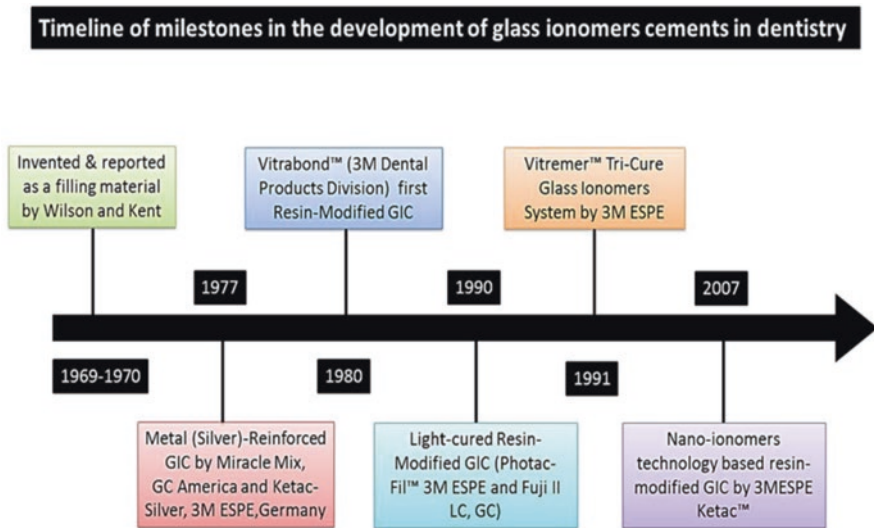 Timeline of milestones in the development of glass ionomers cements in dentistry
Invented & reported
as a filling material
by Wilson and Kent
Vitrabond™ (3M Dental
Products Division) first
Resin-Modified GIC
Vitremer™ Tri-Cure
Glass Ionomers
System by 3M ESPE
1977
1990
2007
1969-1970
1980
1991
Metal (Silver)-Reinforced
GIC by Miracle Mix,
GC America and Ketac-
Silver, 3M ESPE,Germany
Light-cured Resin-
Modified GIC (Photac-
Fil™ 3M ESPE and Fuji II
LC, GC)
Nano-ionomers
technology based resin-
modified GIC by 3MESPE
Ketac™